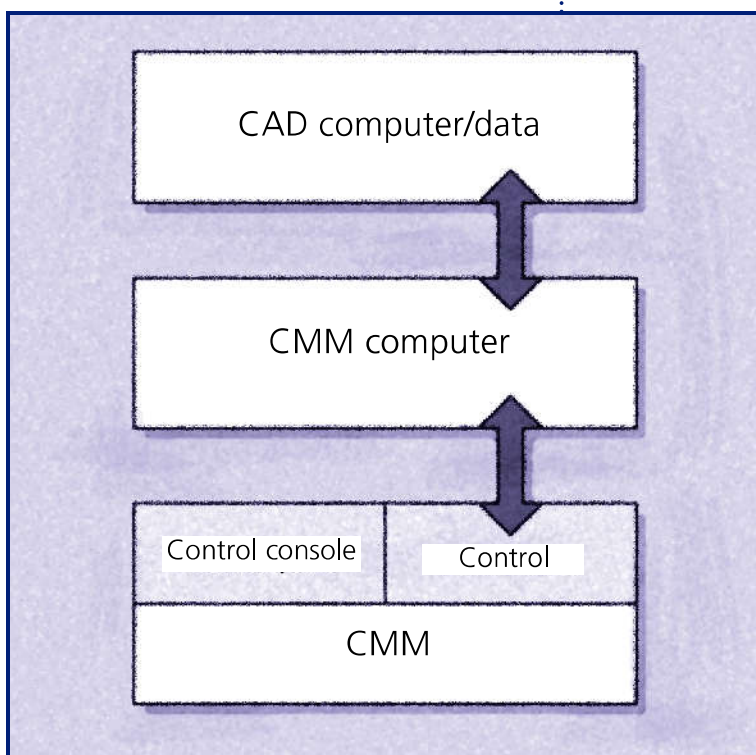 CAD computer/data
CMM computer
Control console
Control
CMM